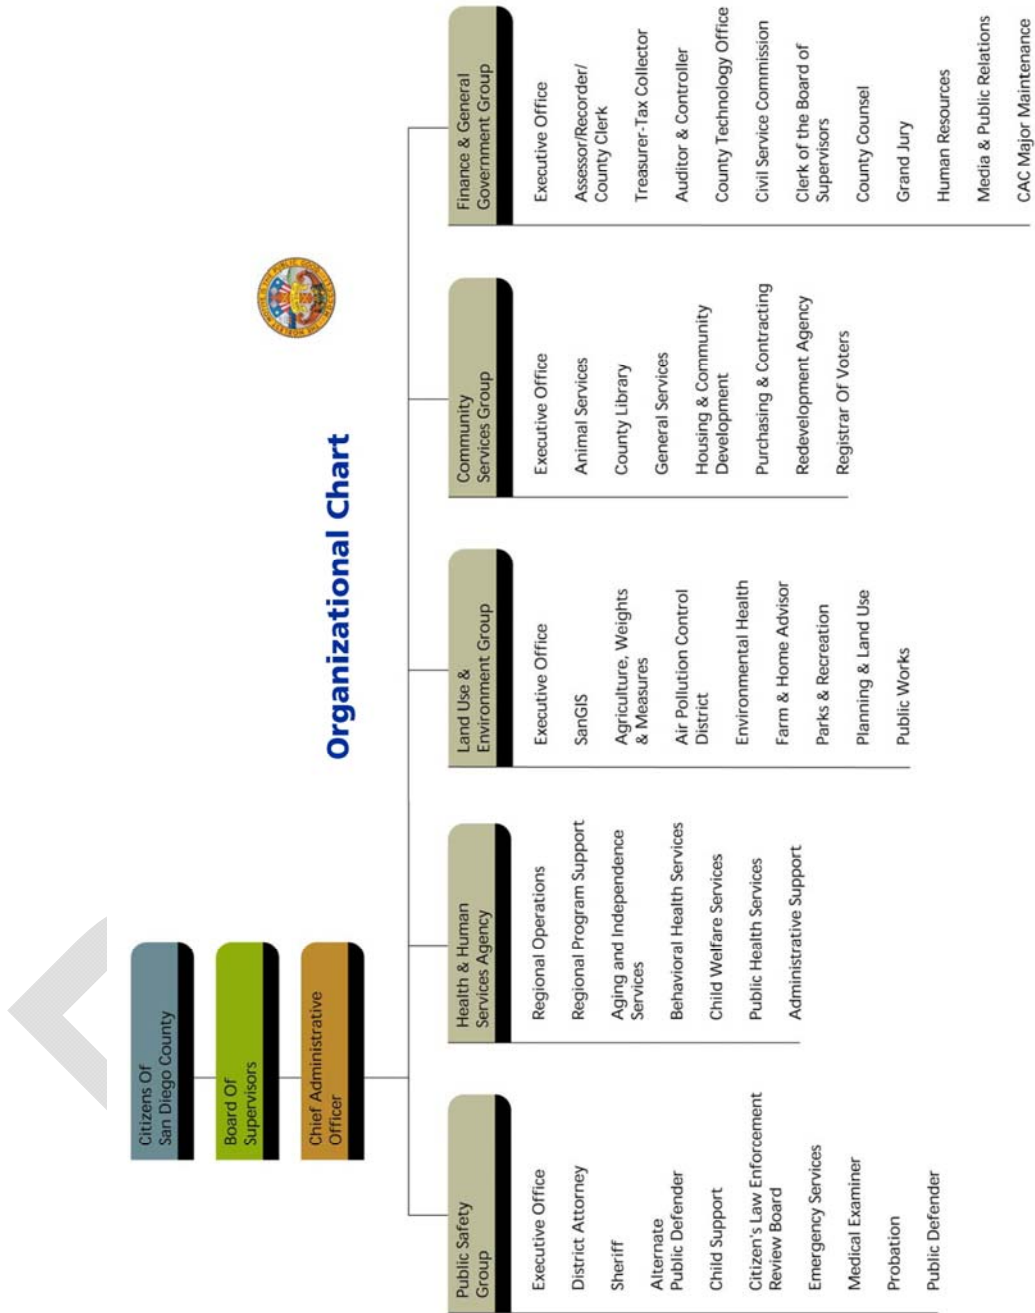 Organizational Chart
Citizens Of
San Diego County
Board Of
Supervisors
Chief Administrative
Officer
Public Safety
Group
Executive Office
District Attorney
Sheriff
Alternate
Public Defender
Child Support
Citizen's Law Enforcement
Review Board
Emergency Services
Medical Examiner
Probation
Public Defender
Health & Human
Services Agency
Regional Operations
Regional Program Support
Aging and Independence
Services
Behavioral Health Services
Child Welfare Services
Public Health Services
Administrative Support
Land Use &
Environment Group
Executive Office
SanGIS
Agriculture, Weights
& Measures
Air Pollution Control
District
Environmental Health
Farm & Home Advisor
Parks & Recreation
Planning & Land Use
Public Works
Community
Services Group
Executive Office
Animal Services
County Library
General Services
Housing & Community
Development
Purchasing & Contracting
Redevelopment Agency
Registrar Of Voters
Finance & General
Government Group
Executive Office
Assessor/Recorder/
County Clerk
Treasurer-Tax Collector
Auditor & Controller
County Technology Office
Civil Service Commission
Clerk of the Board of
Supervisors
County Counsel
Grand Jury
Human Resources
Media & Public Relations
CAC Major Maintenance